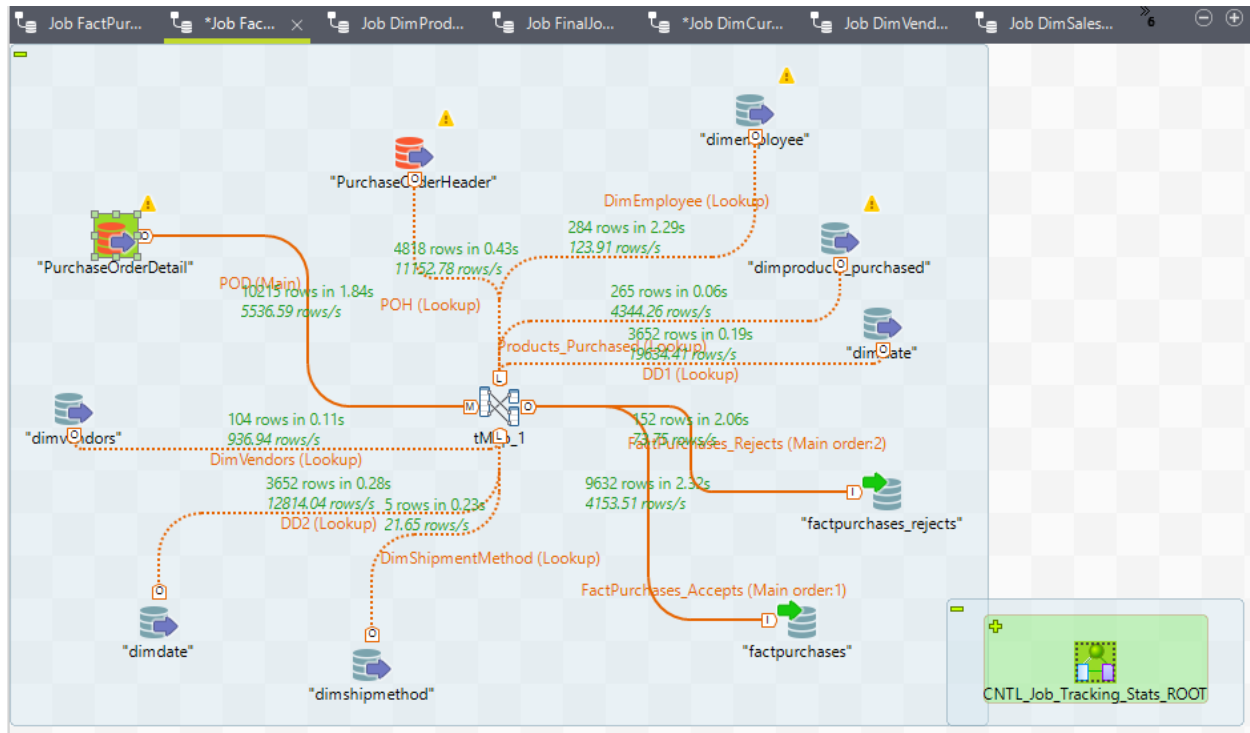 Job FactPur...
*Job Fac...
Job DimProd...
Job FinalJo...
*Job DimCur...
Job DimVend...
Job DimSales...
6
"dimemployee"
"PurchaseOrderHeader"
DimEmployee (Lookup)
284 rows in 2.29s
123.91 rows/s
4818 rows in 0.43s
11152.78 rows/s
"PurchaseOrderDetail"
"dimproducts_purchased"
POD (Main)
10215 rows in 1.84s
5536.59 rows/s
POH (Lookup)
265 rows in 0.06s
4344.26 rows/s
3652 rows in 0.19s
19634.41 rows/s
Products_Purchased (Lookup)
"dimdate"
DD1 (Lookup)
M
L
O
tMap_1
104 rows in 0.11s
936.94 rows/s
"dimvendors"
DimVendors (Lookup)
152 rows in 2.06s
73.75 rows/s
FactPurchases_Rejects (Main order:2)
3652 rows in 0.28s
12814.04 rows/s
5 rows in 0.23s
21.65 rows/s
DD2 (Lookup)
9632 rows in 2.32s
4153.51 rows/s
"factpurchases_rejects"
DimShipmentMethod (Lookup)
FactPurchases_Accepts (Main order:1)
"dimdate"
"factpurchases"
"dimshipmethod"
CNTL_Job_Tracking_Stats_ROOT